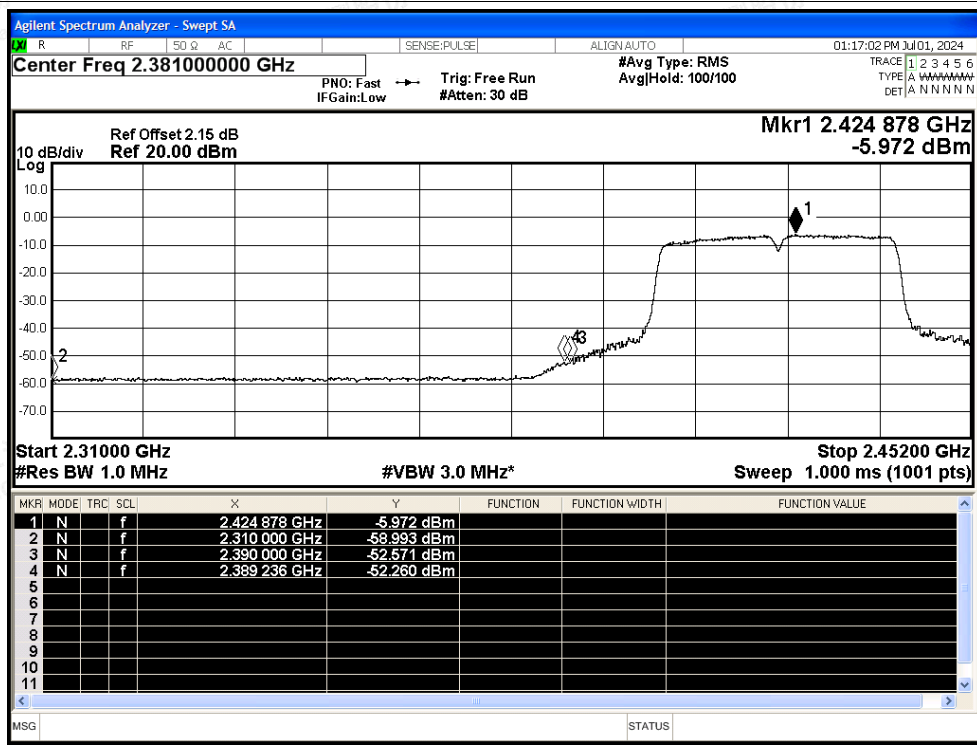 Agilent Spectrum Analyzer - Swept SA
LXI R RF 50 Ω AC SENSE:PULSE ALIGN AUTO 01:17:02 PM Jul 01, 2024
Center Freq 2.381000000 GHz
PNO: Fast Trig: Free Run #Avg Type: RMS TRACE 1 2 3 4 5 6
IFGain:Low #Atten: 30 dB Avg|Hold: 100/100 TYPE A WWWWW
DET A N N N N N
Mkr1 2.424 878 GHz
-5.972 dBm
Ref Offset 2.15 dB
10 dB/div Ref 20.00 dBm
Log
10.0
0.00
-10.0
-20.0
-30.0
-40.0
-50.0
-60.0
-70.0
1
2
4 3
Start 2.31000 GHz Stop 2.45200 GHz
#Res BW 1.0 MHz #VBW 3.0 MHz* Sweep 1.000 ms (1001 pts)
MKR MODE TRC SCL X Y FUNCTION FUNCTION WIDTH FUNCTION VALUE
1 N f 2.424 878 GHz -5.972 dBm
2 N f 2.310 000 GHz -58.993 dBm
3 N f 2.390 000 GHz -52.571 dBm
4 N f 2.389 236 GHz -52.260 dBm
5
6
7
8
9
10
11
MSG STATUS